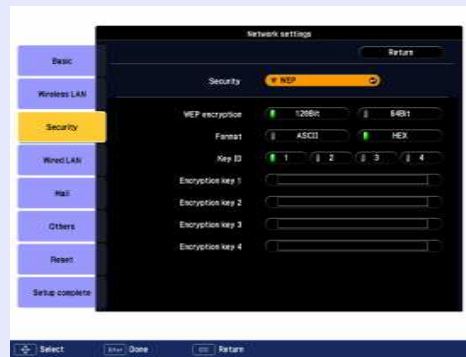 Network settings
Return
Basic
Security WEP
Wireless LAN
WEP encryption 128Bit 64Bit
Security
Format ASCII HEX
Wired LAN
Key ID 1 2 3 4
Encryption key 1
Mail
Encryption key 2
Others
Encryption key 3
Encryption key 4
Reset
Setup complete
Select Enter Done ESC Return